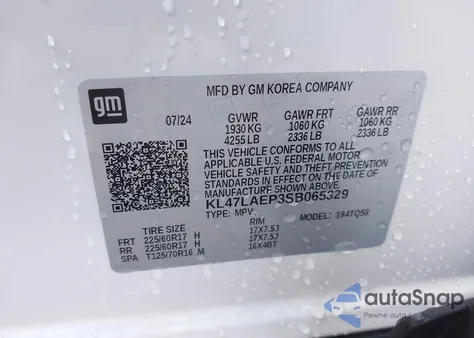 gm
MFD BY GM KOREA COMPANY
07/24 GVWR GAWR FRT GAWR RR
1930 KG 1060 KG 1060 KG
4255 LB 2336 LB 2336 LB
THIS VEHICLE CONFORMS TO ALL
APPLICABLE U.S. FEDERAL MOTOR
VEHICLE SAFETY AND THEFT PREVENTION
STANDARDS IN EFFECT ON THE DATE OF
MANUFACTURE SHOWN ABOVE.
KL47LAEP3SB065329
TYPE: MPV MODEL: 394TQ58
TIRE SIZE RIM
FRT 225/60R17 H 17X7.5J
RR 225/60R17 H 17X7.5J
SPA T125/70R16 M 16X4BT
autoSnap
Pewne auto